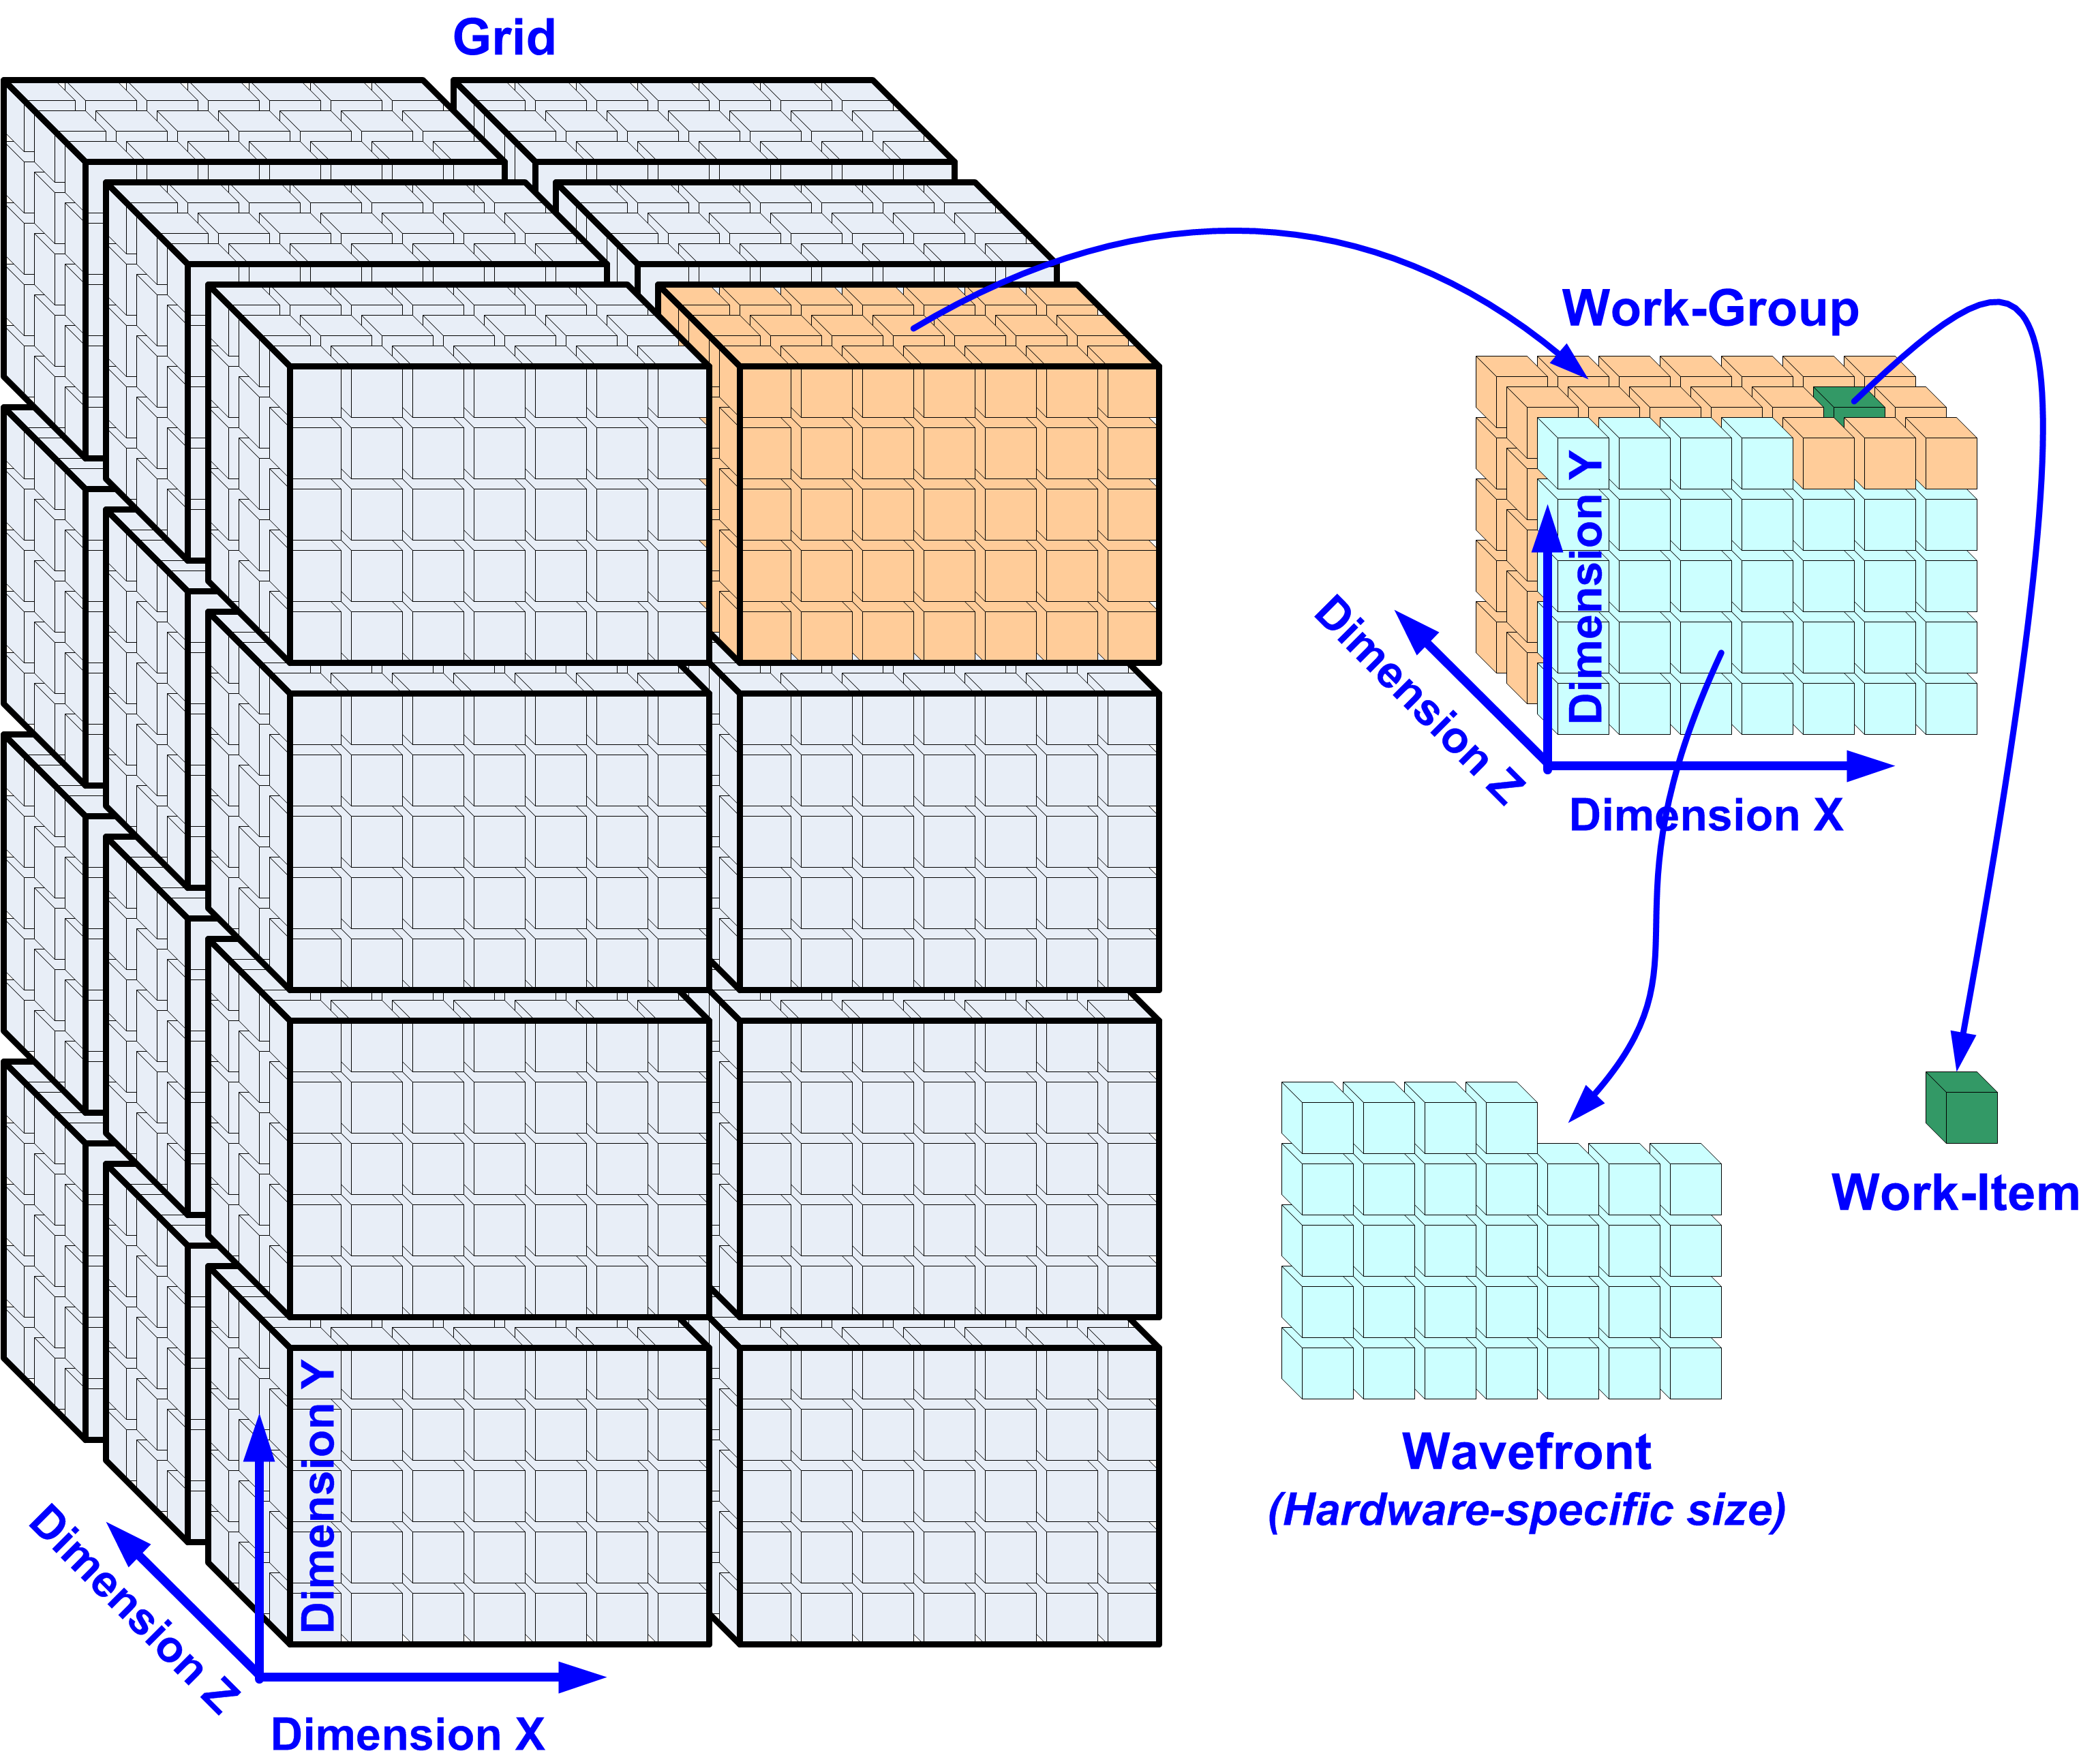 Grid
Work-Group
Dimension Y
Dimension Z
Dimension X
Work-Item
Wavefront
(Hardware-specific size)
Dimension Y
Dimension Z
Dimension X